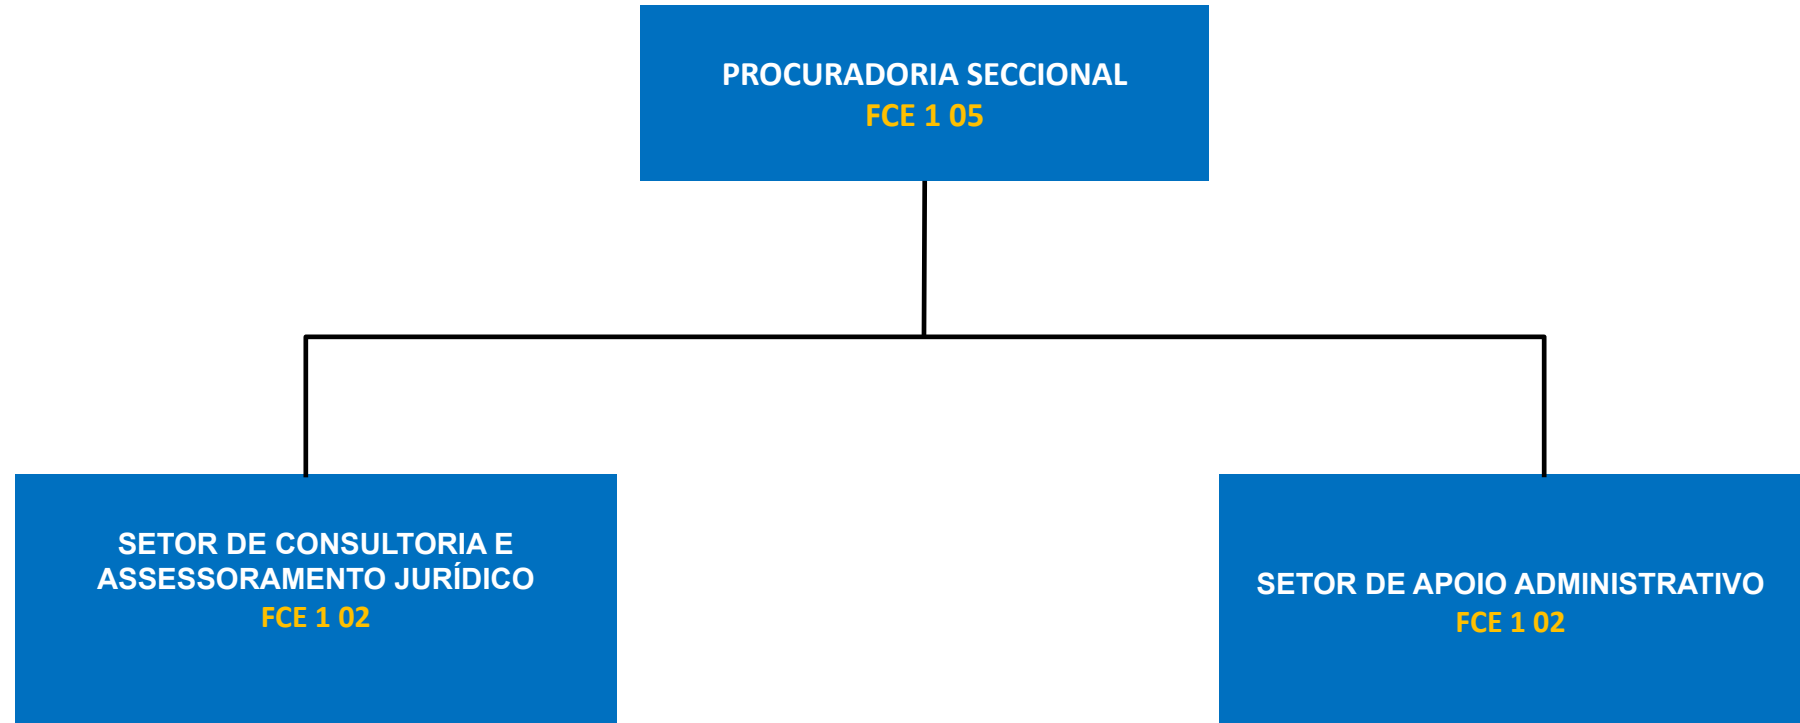 PROCURADORIA SECCIONAL
FCE 1 05
SETOR DE CONSULTORIA E
ASSESSORAMENTO JURÍDICO
FCE 1 02
SETOR DE APOIO ADMINISTRATIVO
FCE 1 02